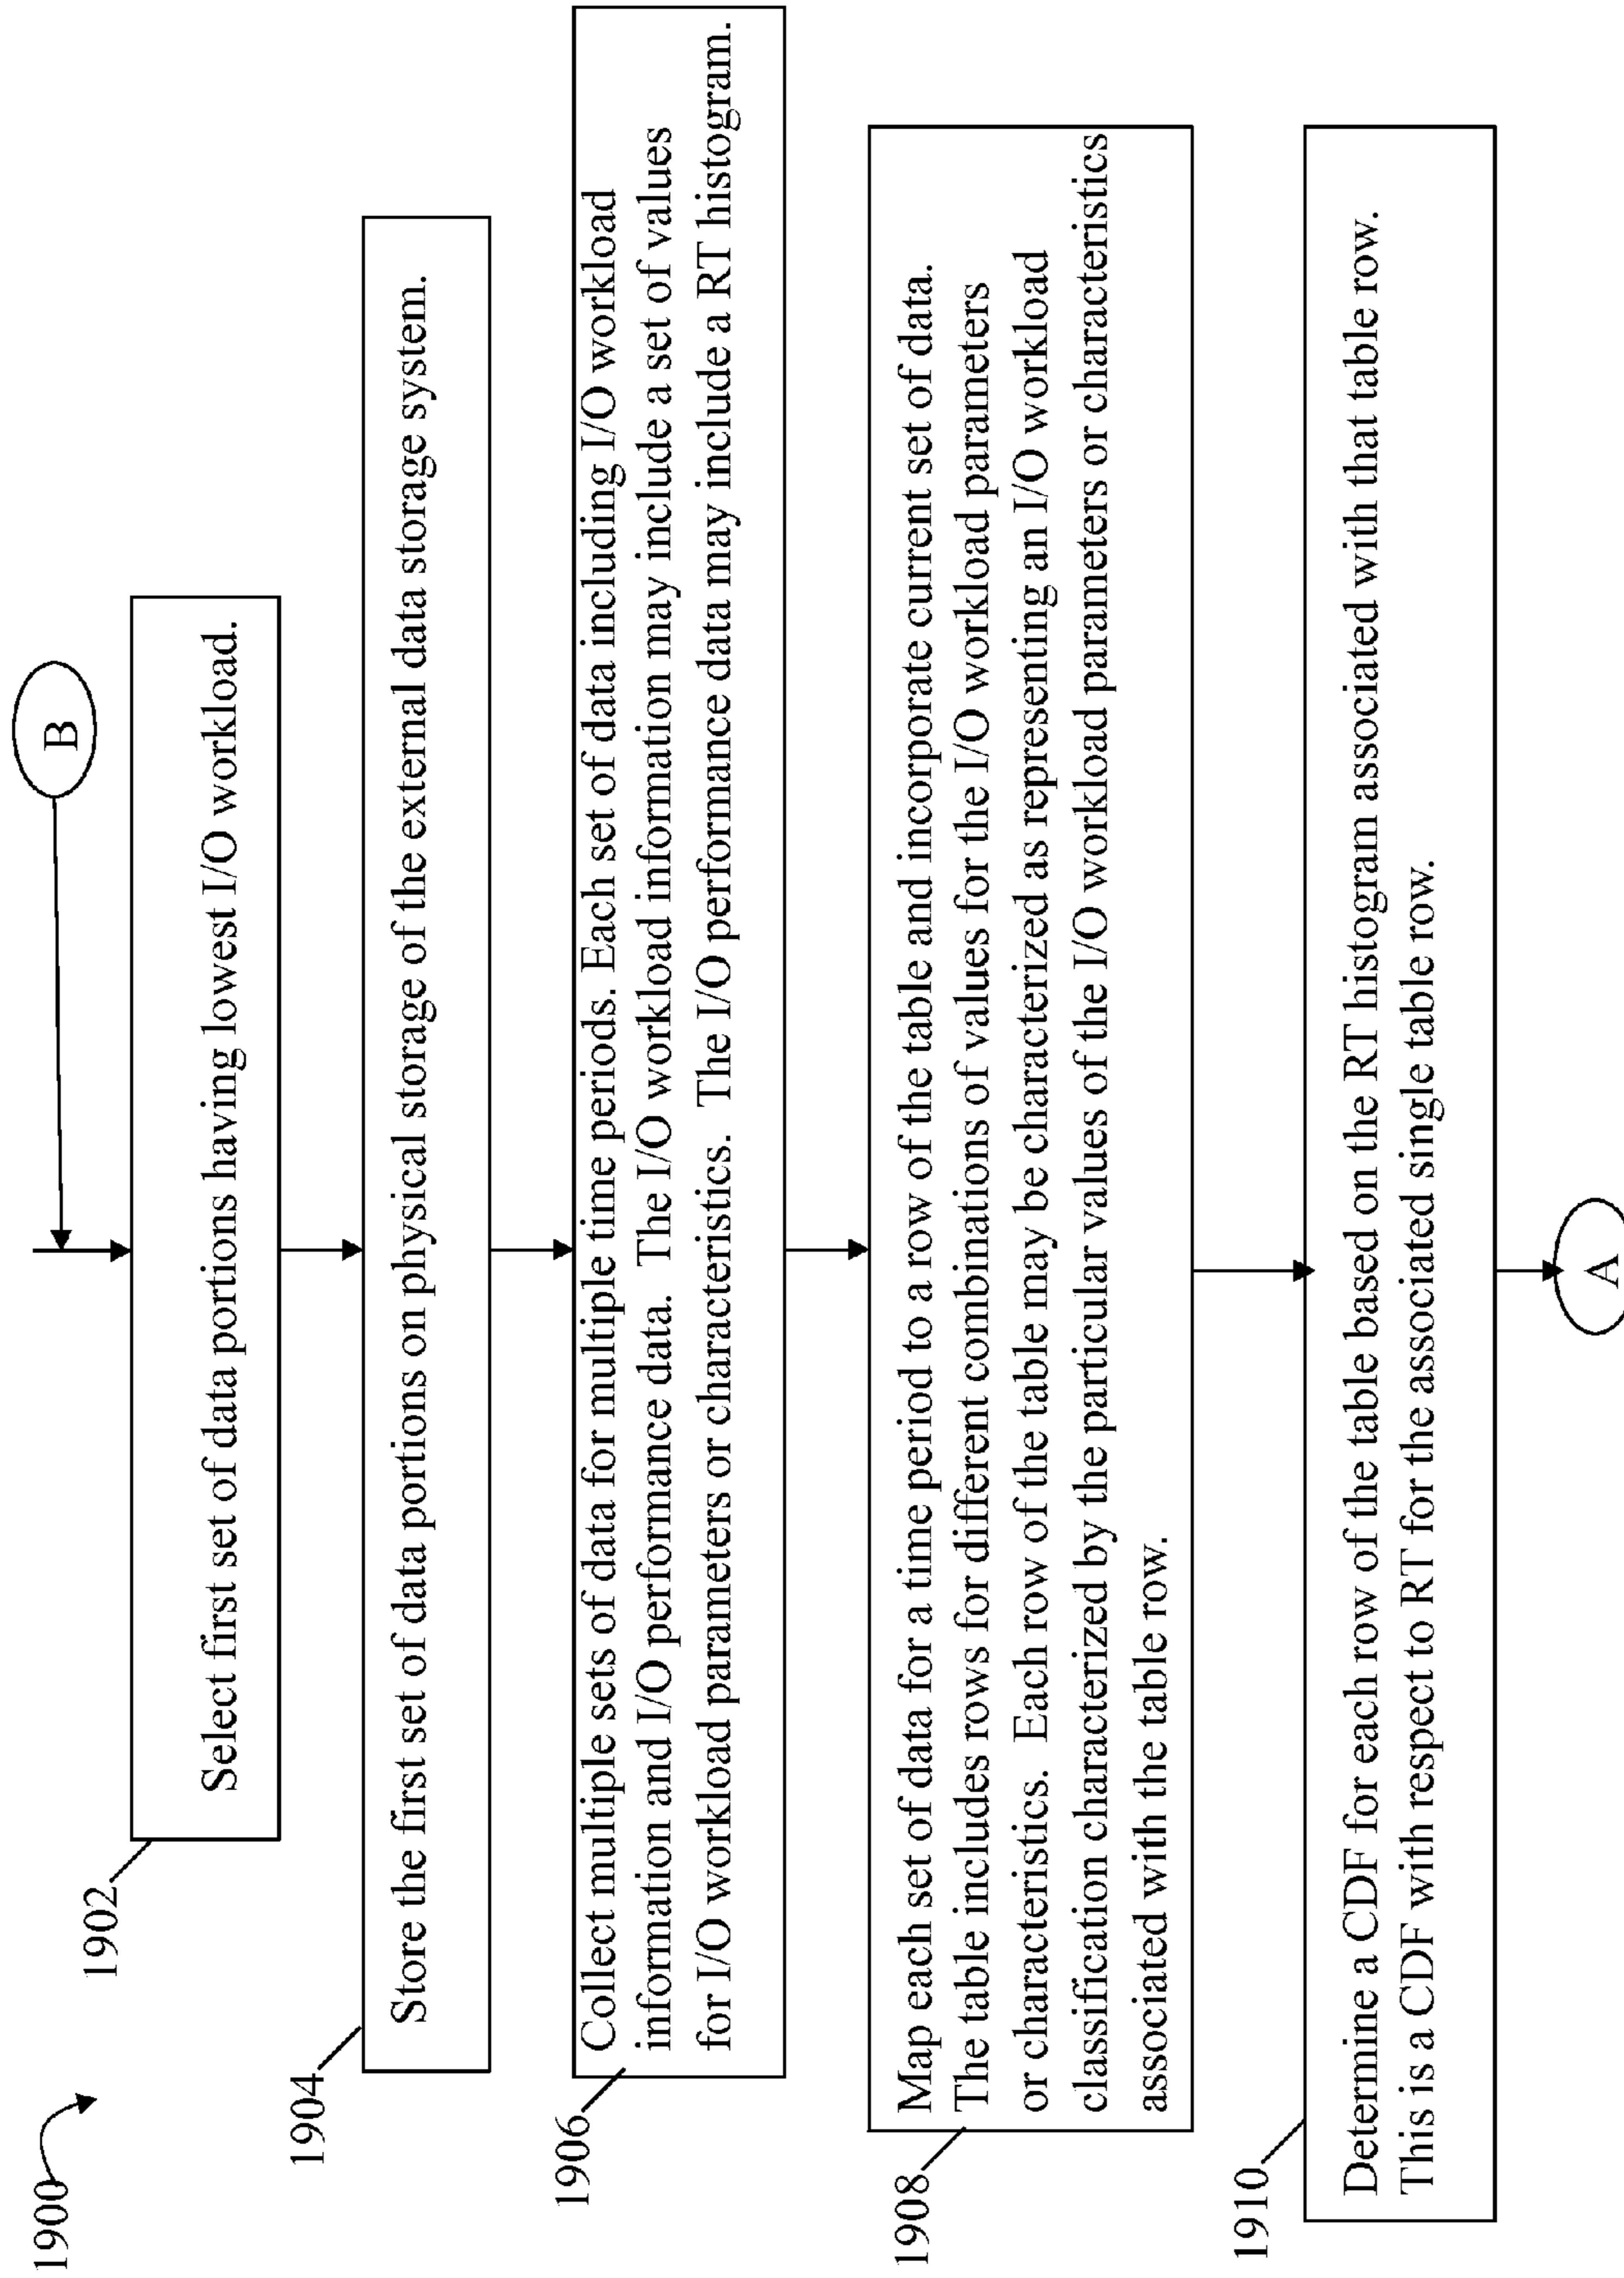 1900
B
1902
Select first set of data portions having lowest I/O workload.
1904
Store the first set of data portions on physical storage of the external data storage system.
1906
Collect multiple sets of data for multiple time periods. Each set of data including I/O workload
information and I/O performance data. The I/O workload information may include a set of values
for I/O workload parameters or characteristics. The I/O performance data may include a RT histogram.
1908
Map each set of data for a time period to a row of the table and incorporate current set of data.
The table includes rows for different combinations of values for the I/O workload parameters
or characteristics. Each row of the table may be characterized as representing an I/O workload
classification characterized by the particular values of the I/O workload parameters or characteristics
associated with the table row.
1910
Determine a CDF for each row of the table based on the RT histogram associated with that table row.
This is a CDF with respect to RT for the associated single table row.
A